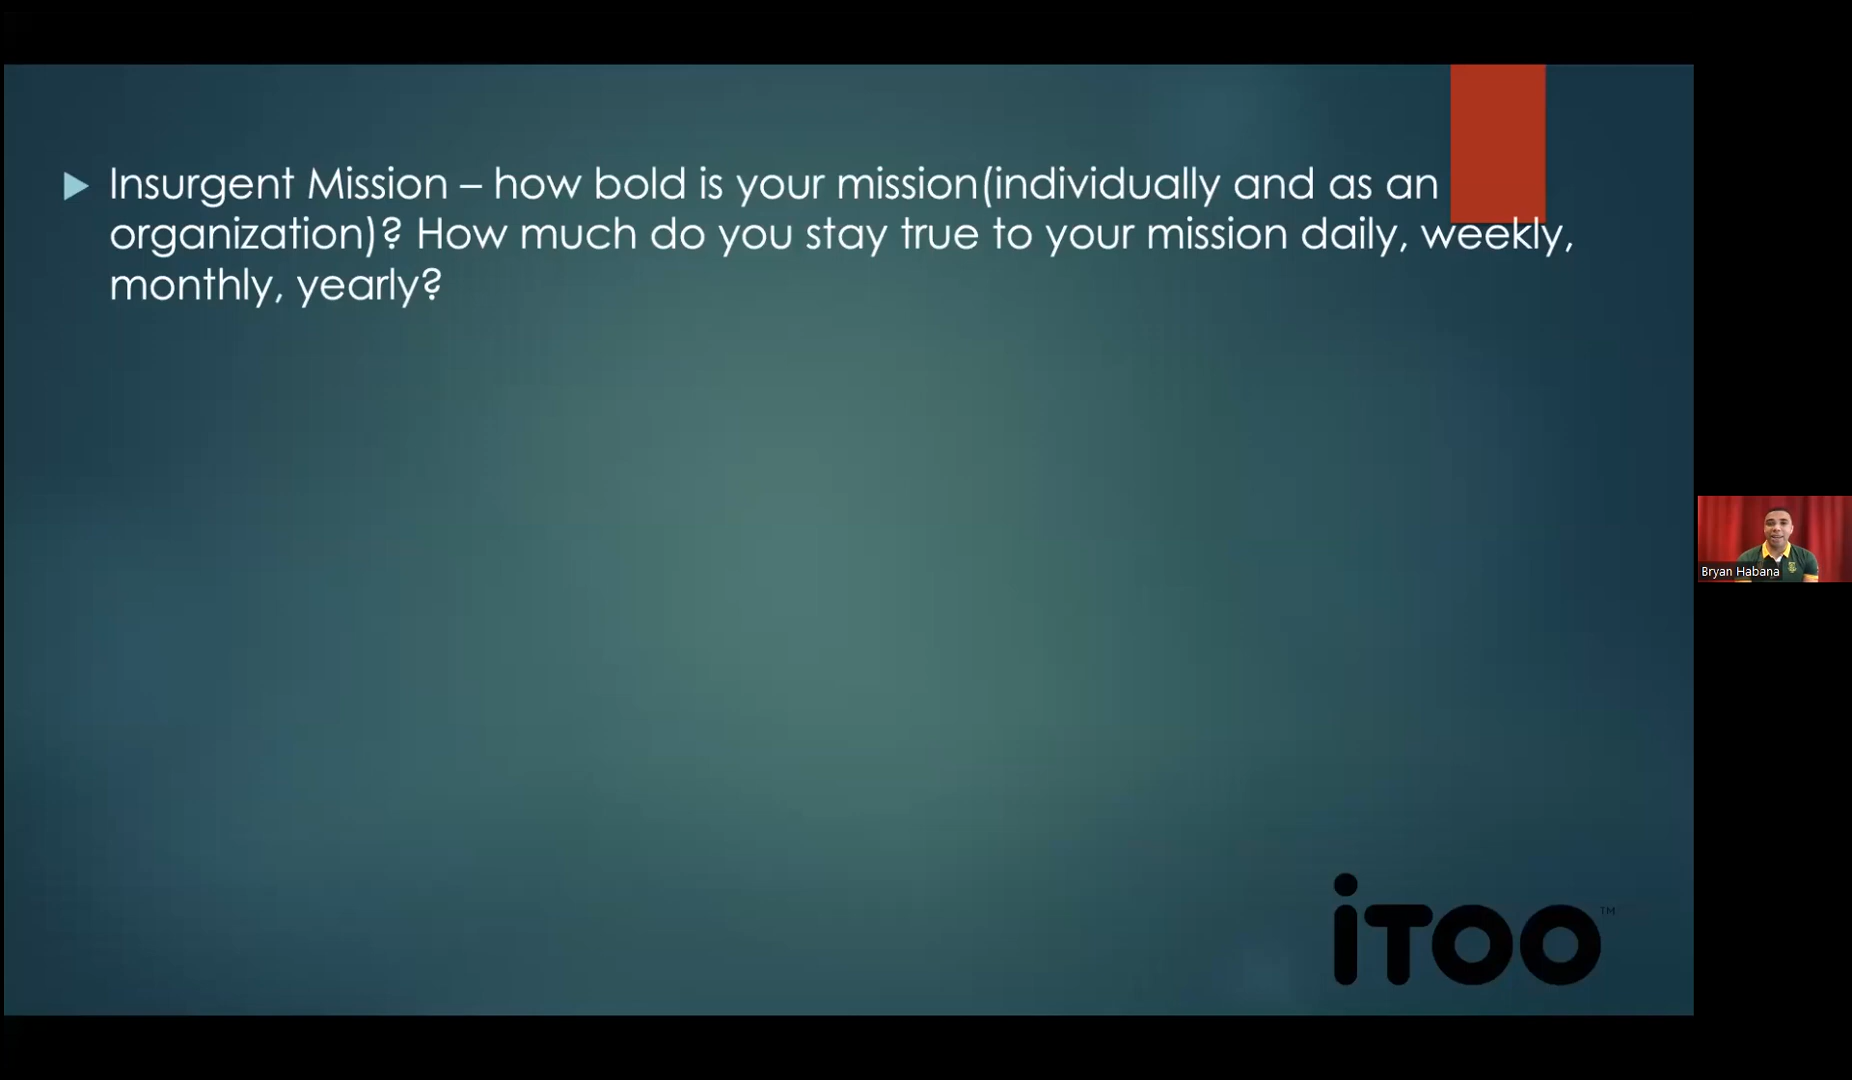 Insurgent Mission – how bold is your mission(individually and as an
organization)? How much do you stay true to your mission daily, weekly,
monthly, yearly?
Bryan Habana
iTOO™